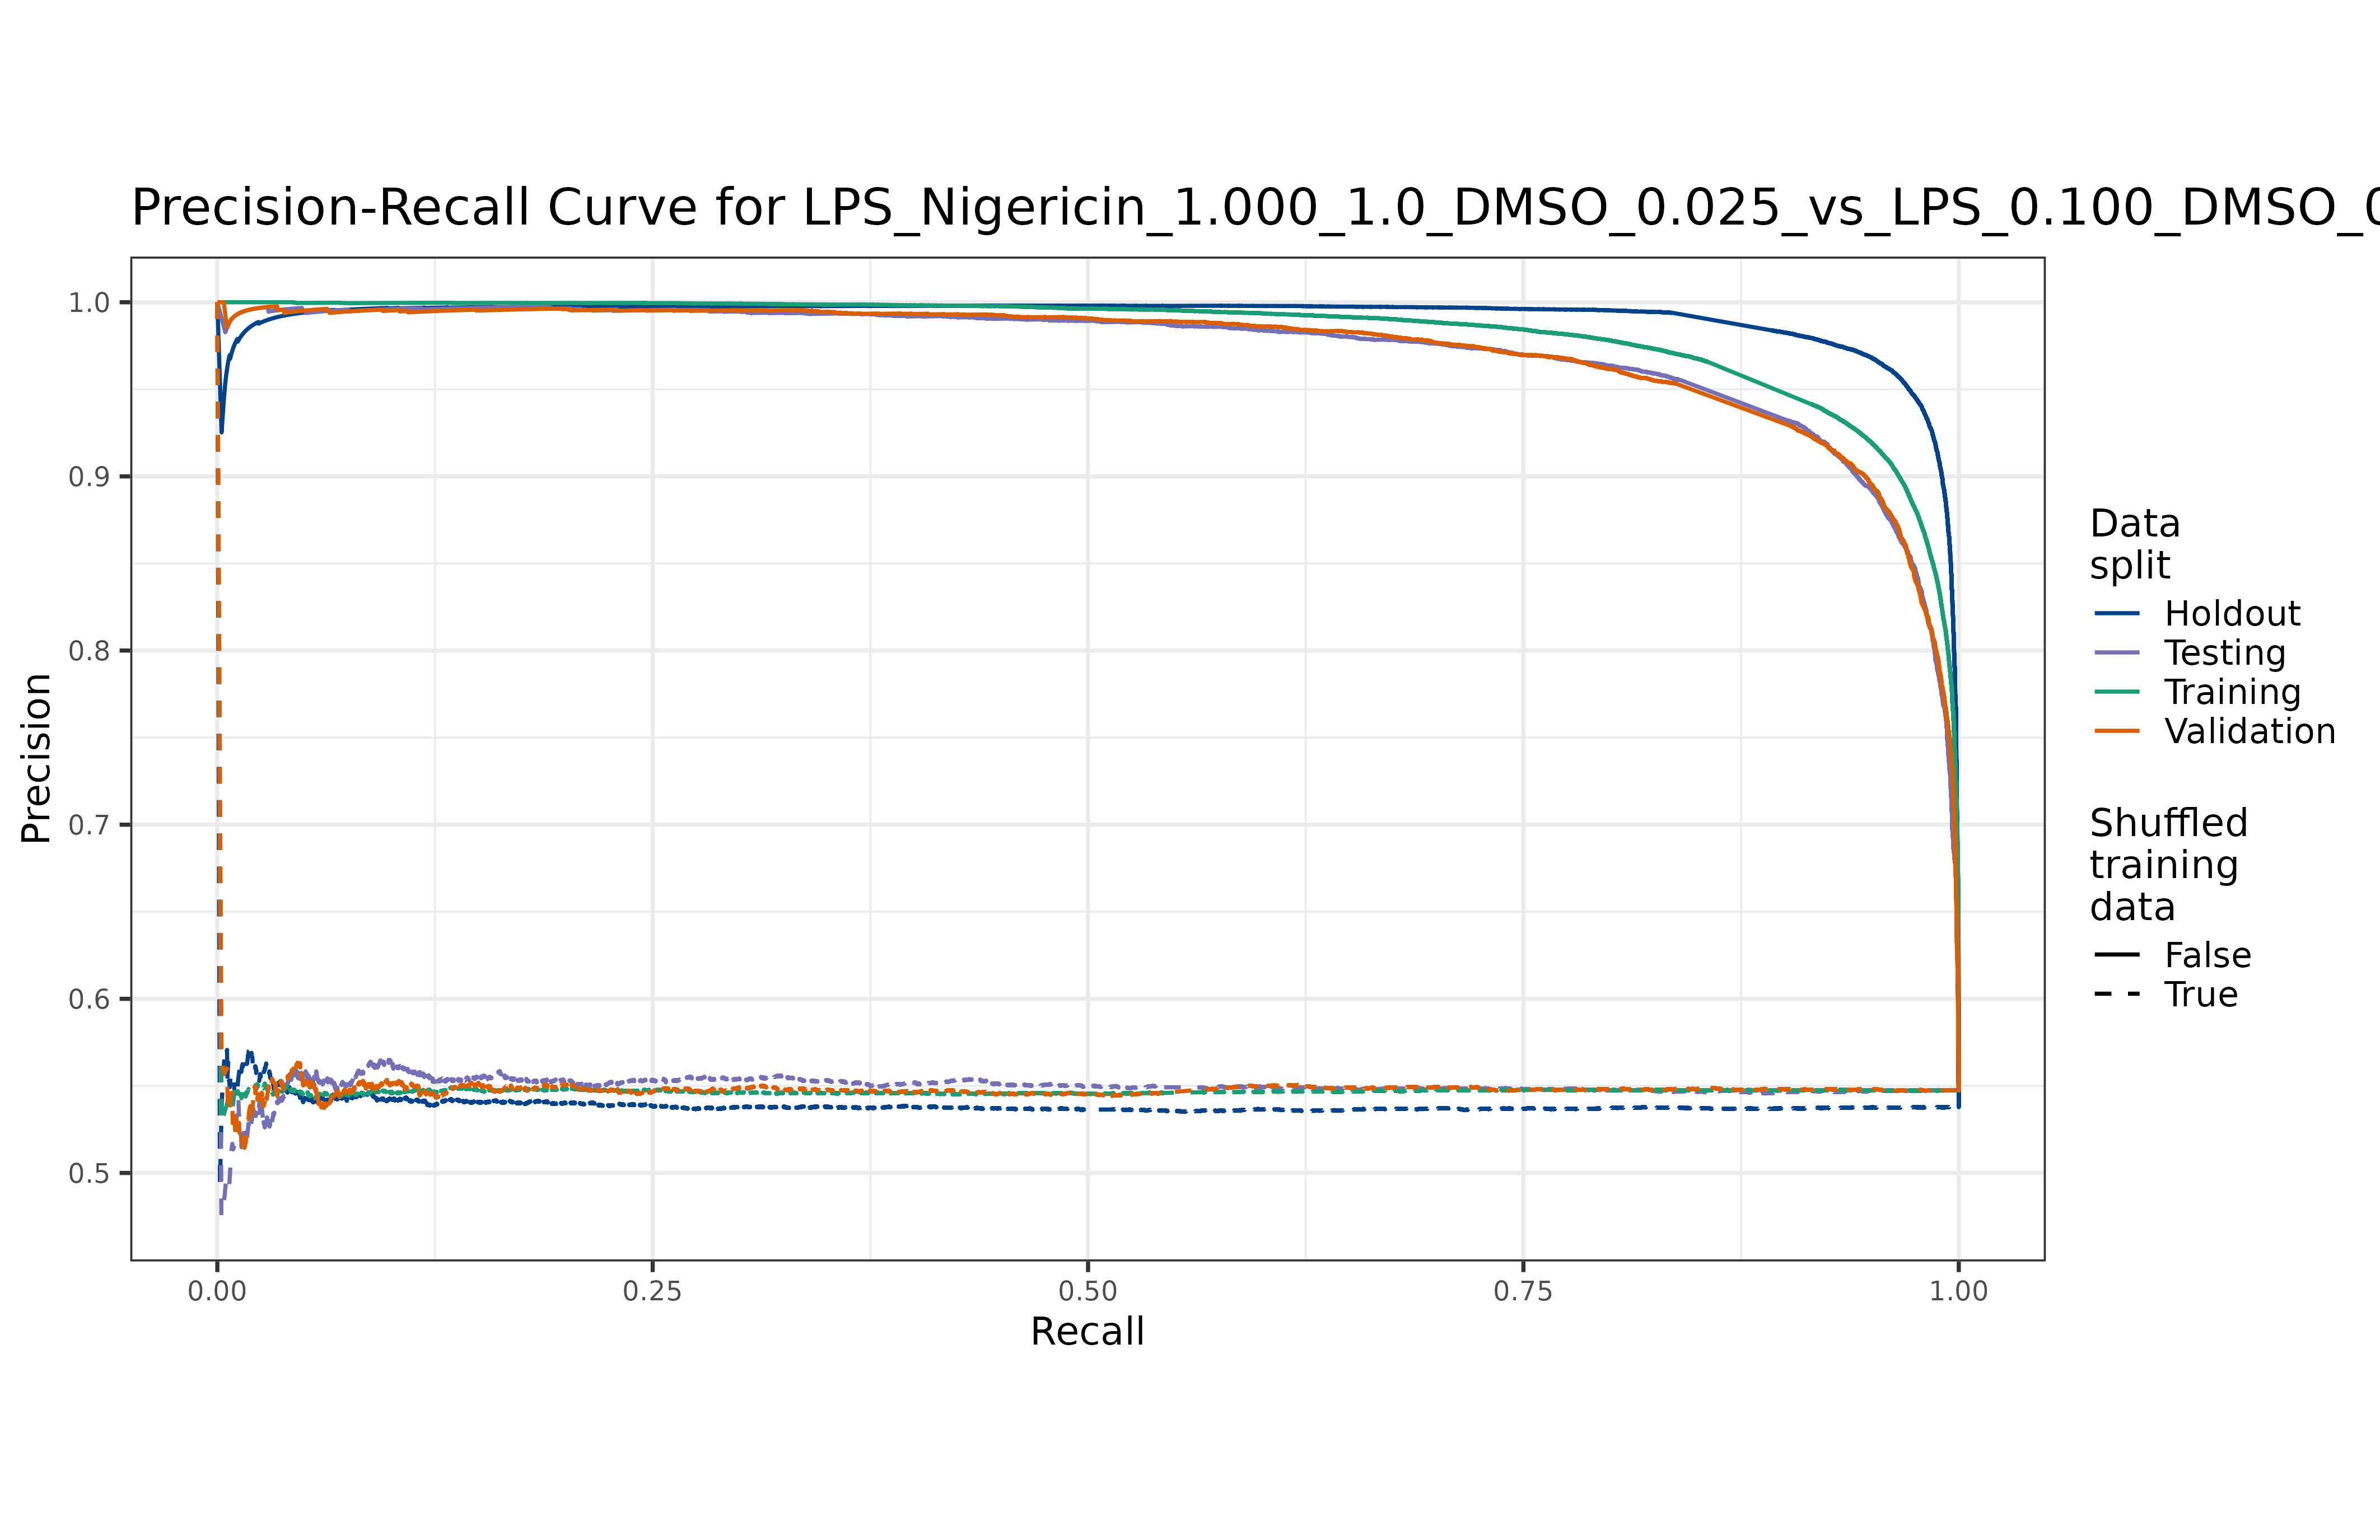 Precision-Recall Curve for LPS_Nigericin_1.000_1.0_DMSO_0.025_vs_LPS_0.100_DMSO_0
1.0
0.9
0.8
0.7
0.6
0.5
Precision
0.00
0.25
0.50
0.75
1.00
Recall
Data
split
Holdout
Testing
Training
Validation
Shuffled
training
data
False
True